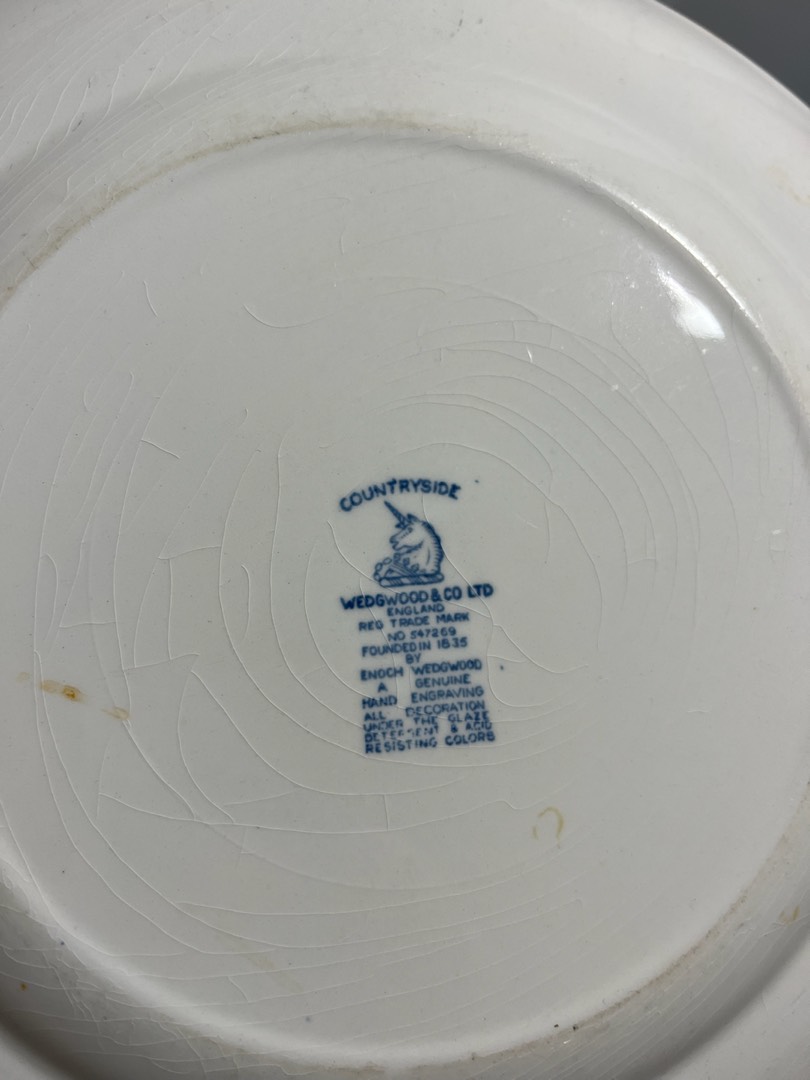 COUNTRYSIDE
WEDGWOOD & CO LTD
ENGLAND
REG TRADE MARK
NO 547269
FOUNDED IN 1835
BY
ENOCH WEDGWOOD
A GENUINE
HAND ENGRAVING
ALL DECORATION
UNDER THE GLAZE
DETERGENT & ACID
RESISTING COLORS